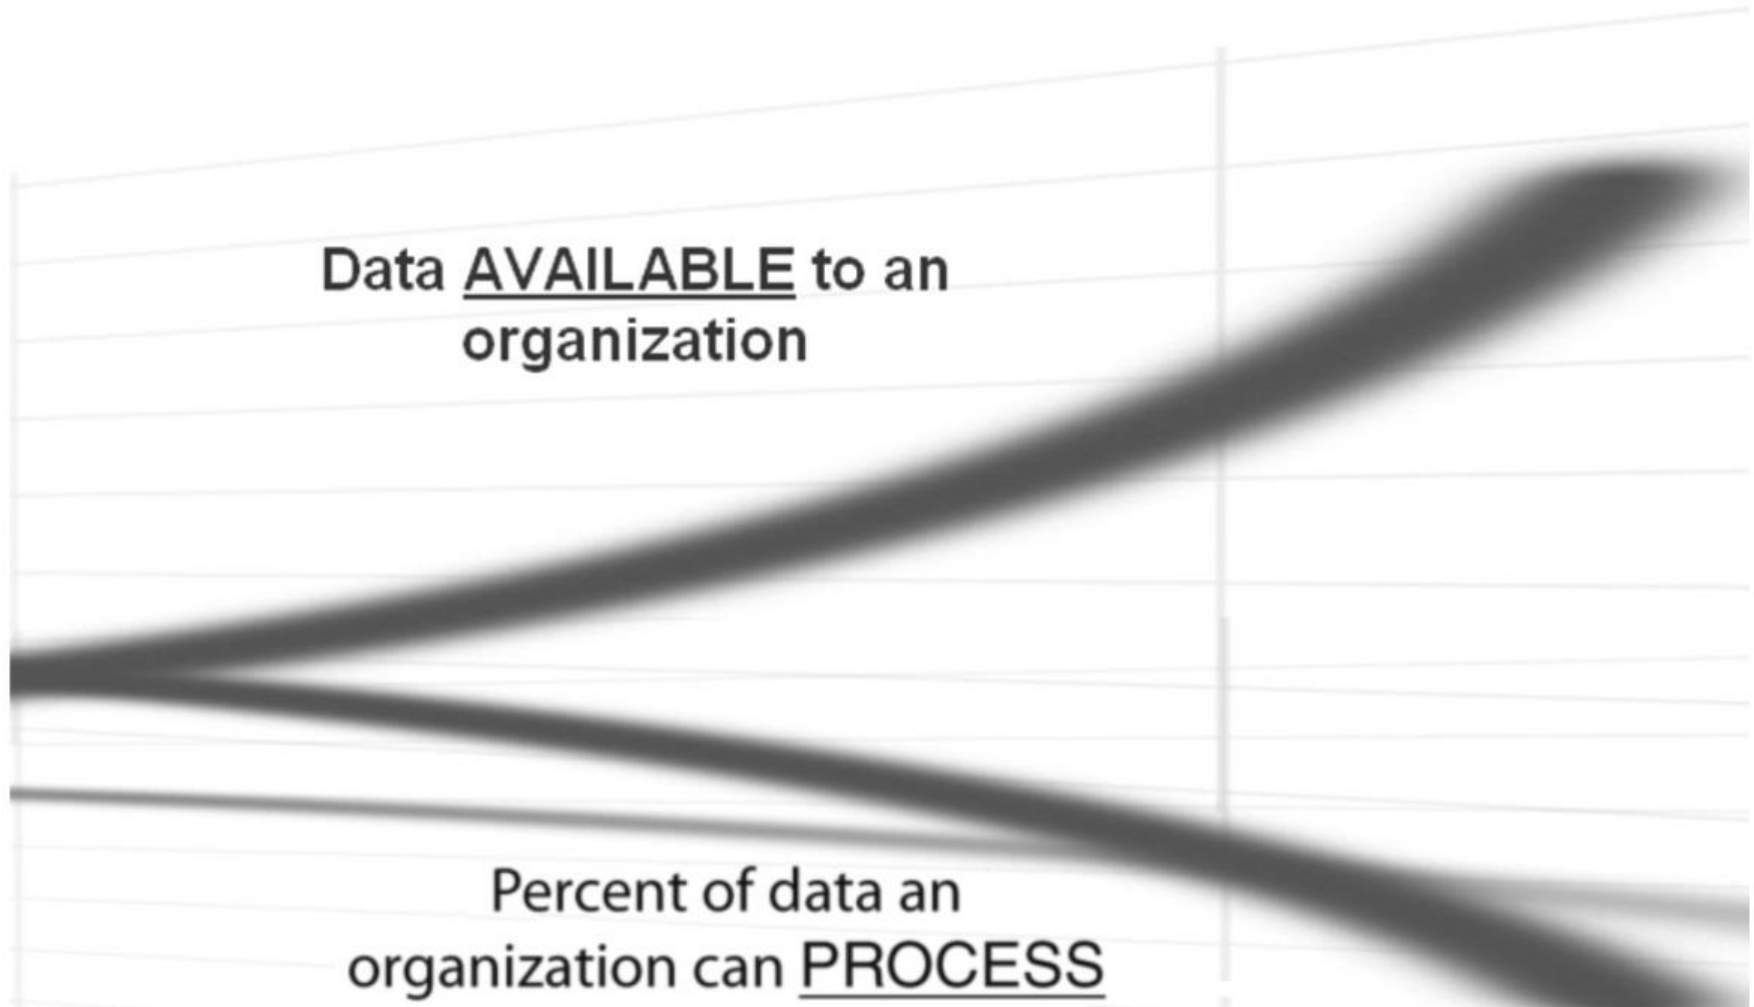 Data AVAILABLE to an
organization
Percent of data an
organization can PROCESS